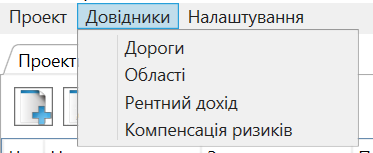 Проект Довідники Налаштування
Дороги
Проект
Області
Рентний дохід
Компенсація ризиків